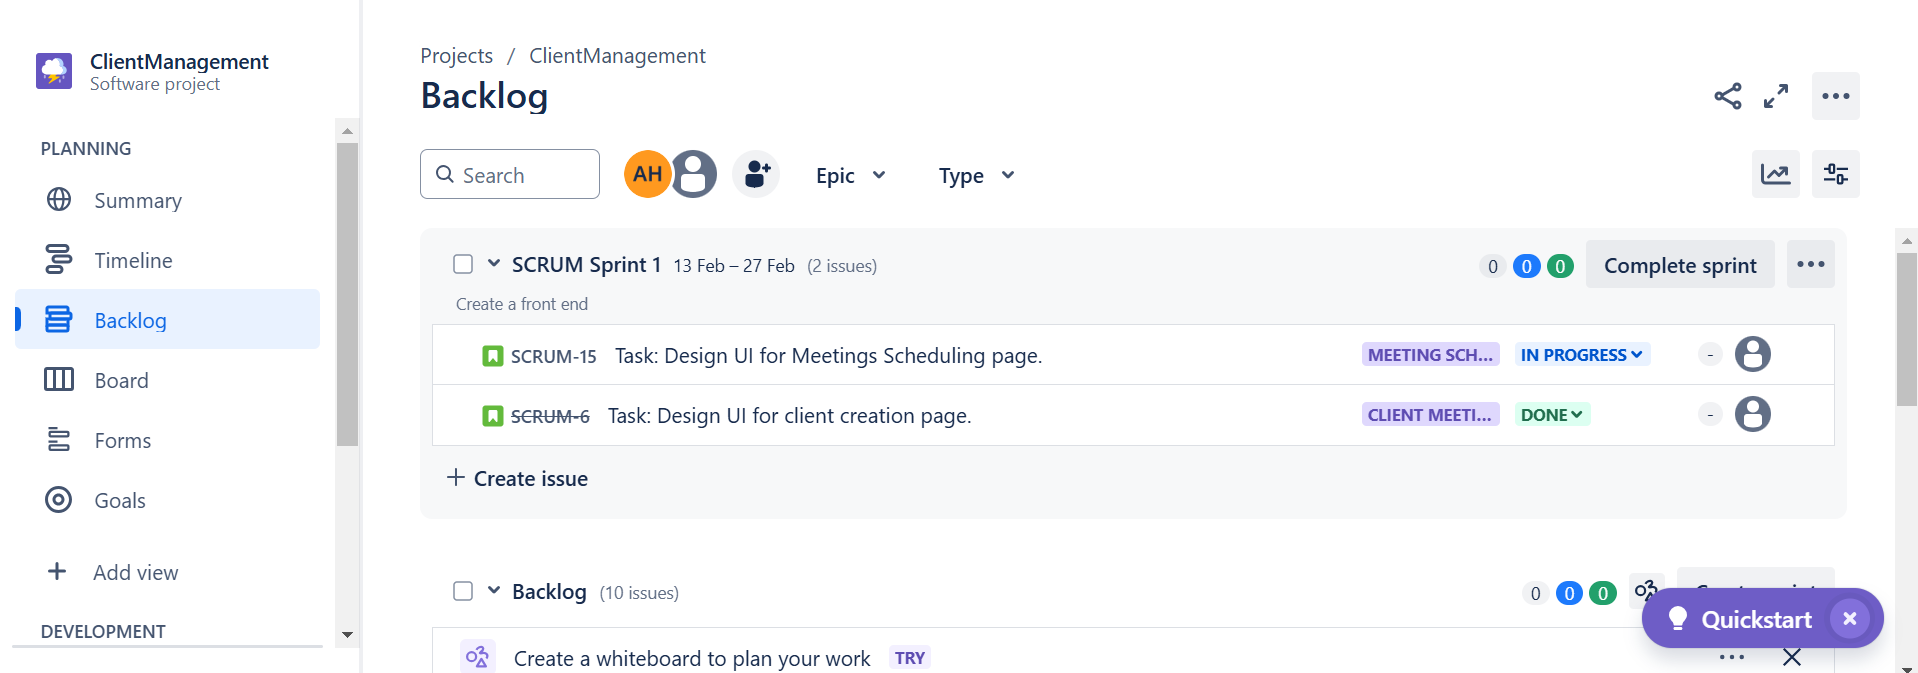 ClientManagement
Software project
PLANNING
Summary
Timeline
Backlog
Board
Forms
Goals
Add view
DEVELOPMENT
Projects / ClientManagement
Backlog
Search
AH
Epic
Type
SCRUM Sprint 1 13 Feb – 27 Feb (2 issues)
0 0 0
Complete sprint
Create a front end
SCRUM-15 Task: Design UI for Meetings Scheduling page.
MEETING SCH... IN PROGRESS -
SCRUM-6 Task: Design UI for client creation page.
CLIENT MEETI... DONE -
+ Create issue
Backlog (10 issues)
0 0 0
Quickstart
Create a whiteboard to plan your work TRY